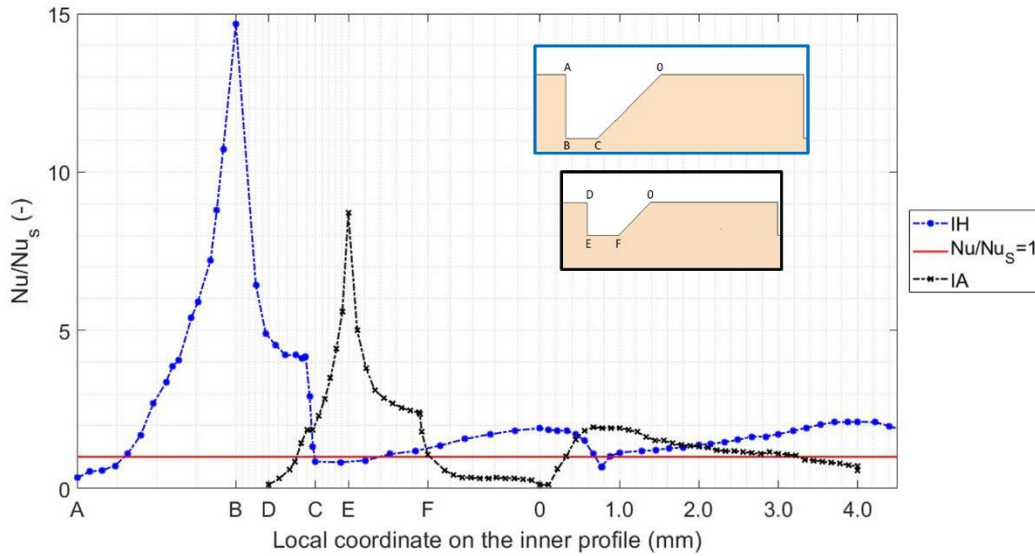 15
10
5
0
Nu/Nu_s (-)
A
0
B
C
D
0
E
F
IH
Nu/Nu_S=1
IA
A
B
D
C
E
F
0
1.0
2.0
3.0
4.0
Local coordinate on the inner profile (mm)